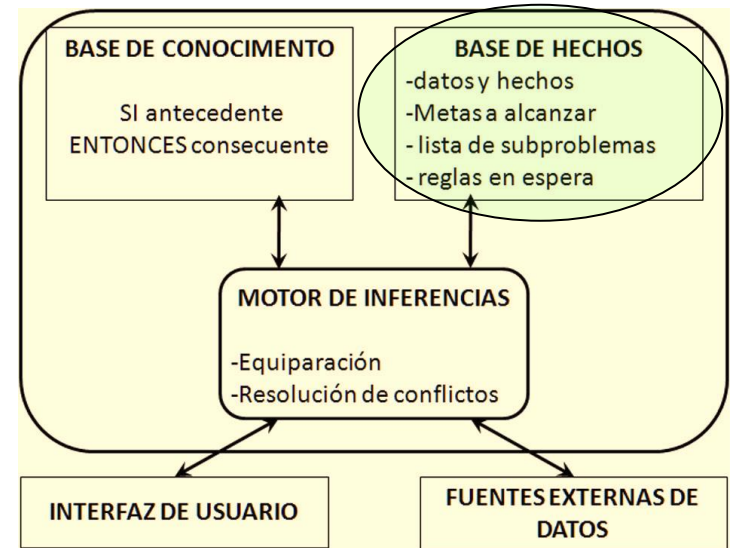 BASE DE CONOCIMENTO
SI antecedente
ENTONCES consecuente
BASE DE HECHOS
-datos y hechos
-Metas a alcanzar
- lista de subproblemas
- reglas en espera
MOTOR DE INFERENCIAS
-Equiparación
-Resolución de conflictos
INTERFAZ DE USUARIO
FUENTES EXTERNAS DE
DATOS